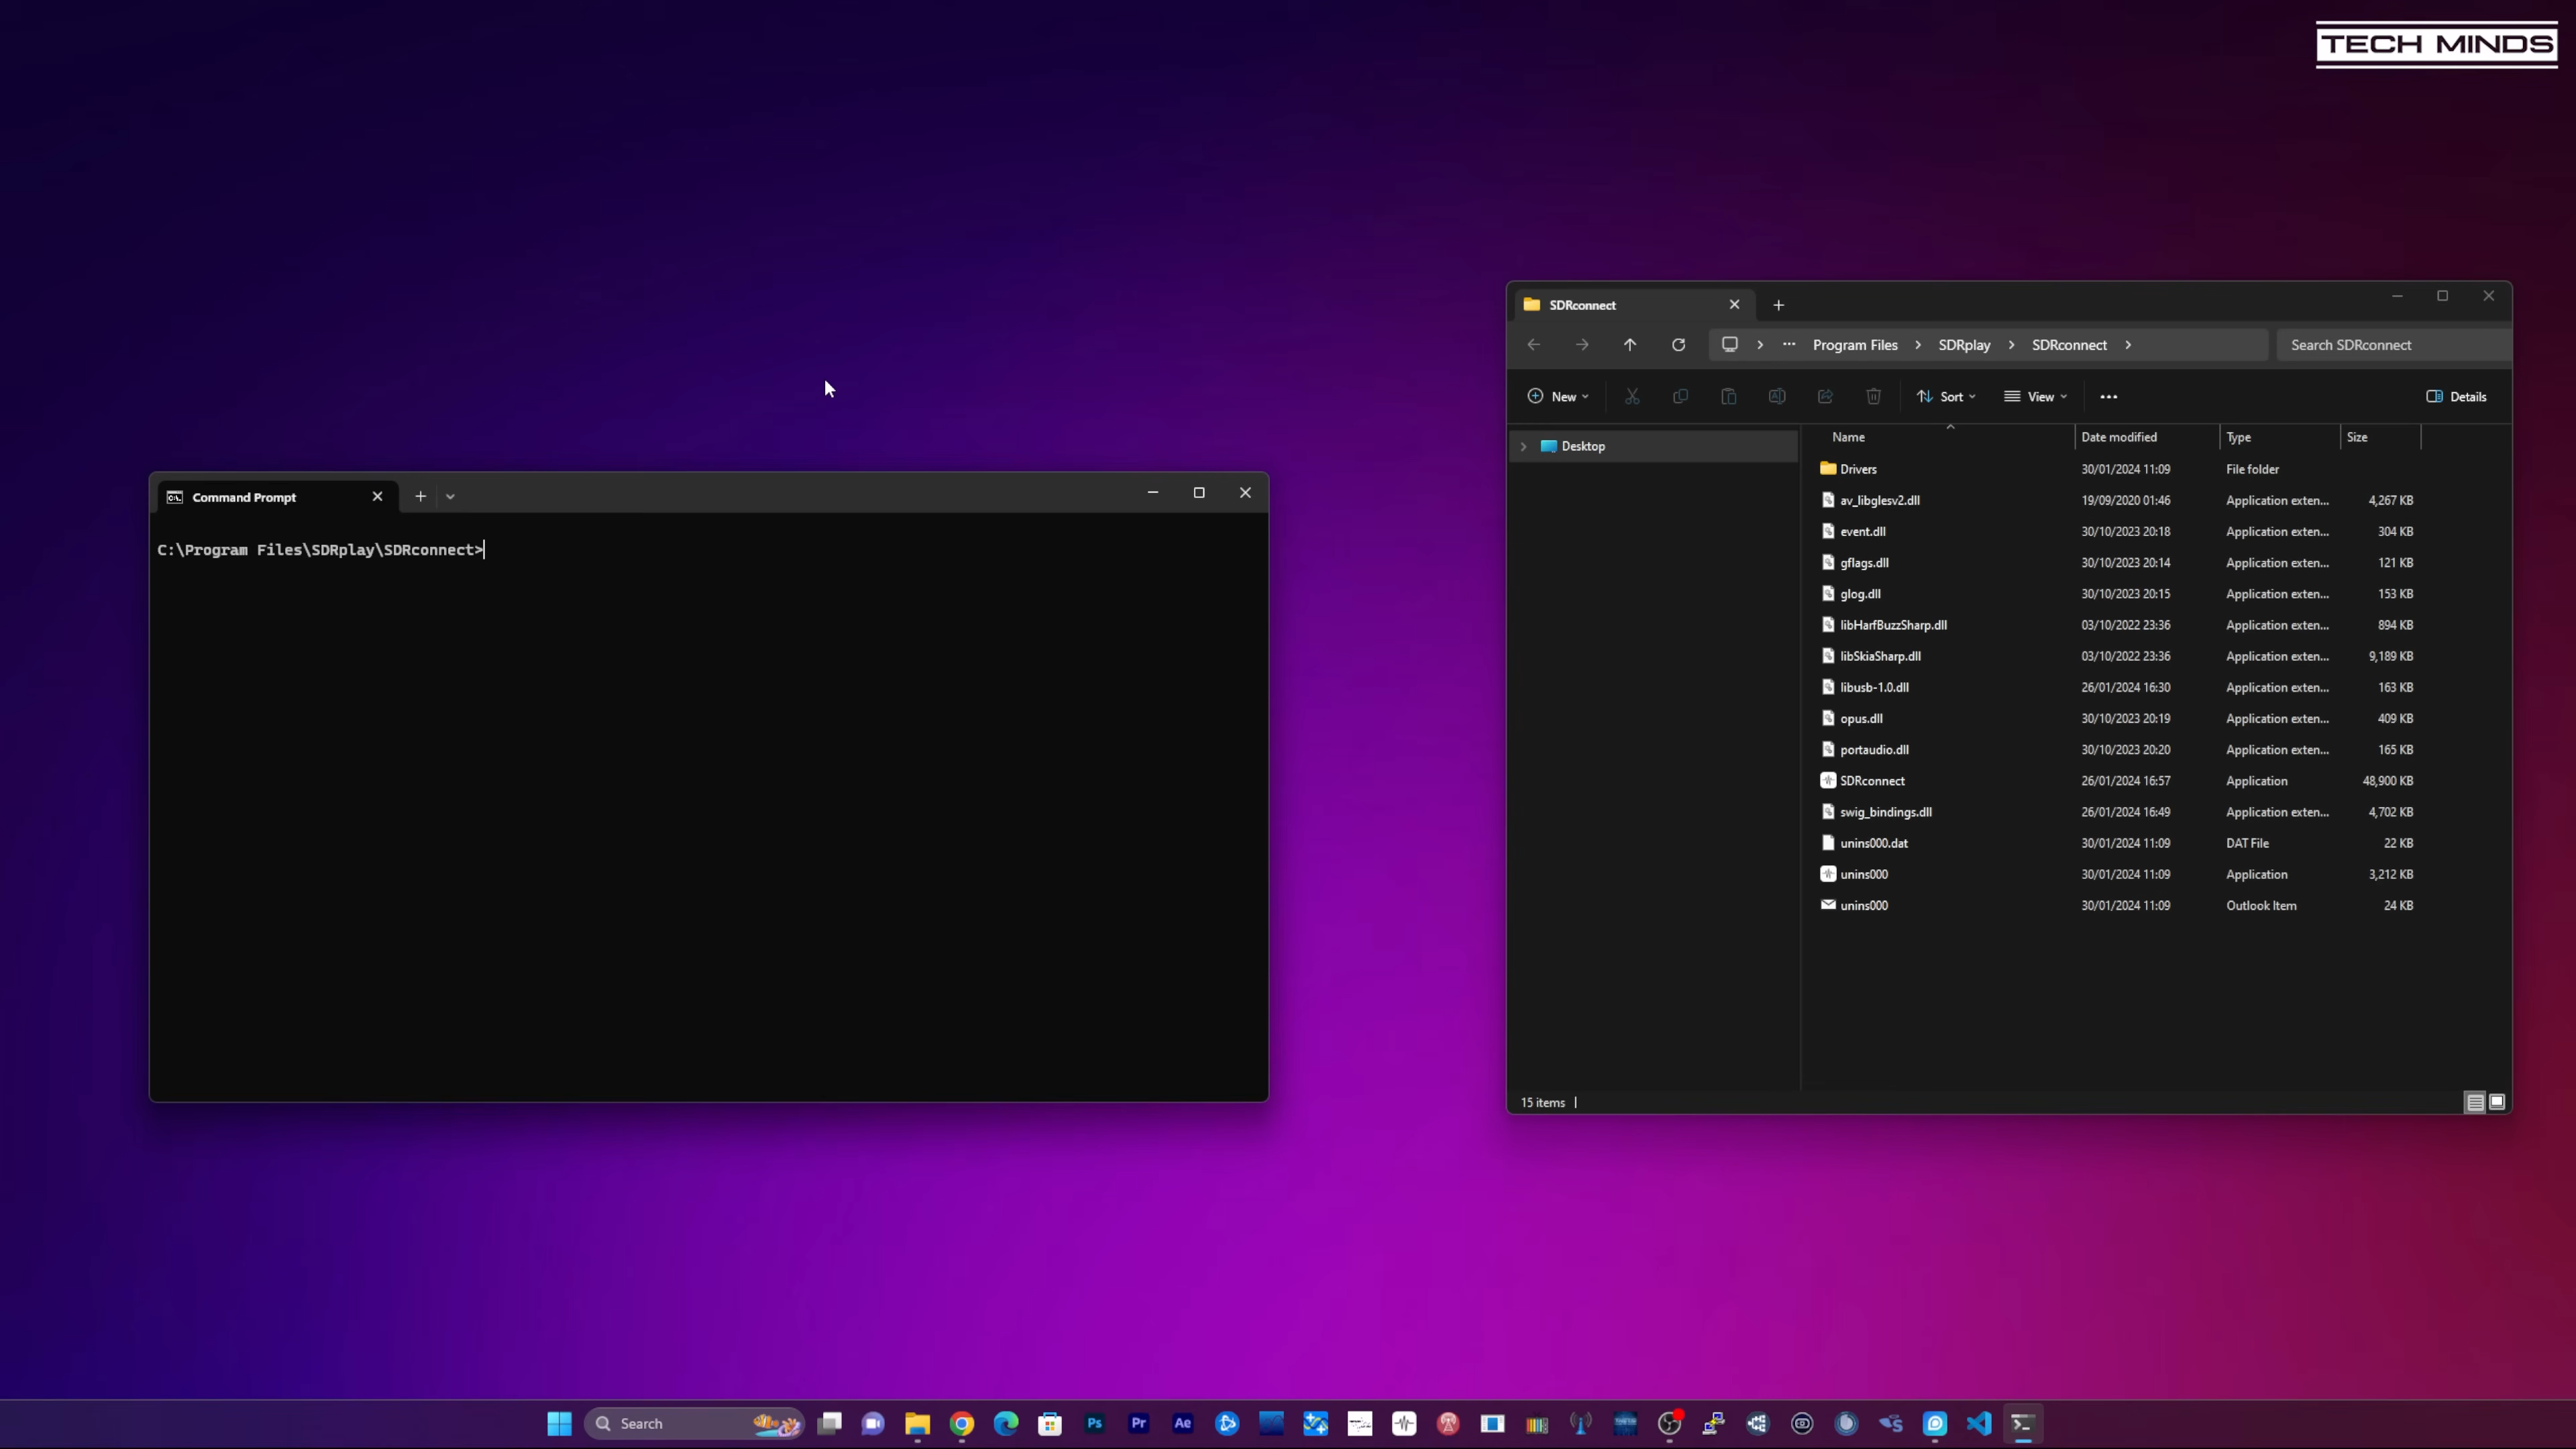 TECH MINDS
SDRconnect
Program Files
SDRplay
SDRconnect
Search SDRconnect
New
Sort
View
Details
Desktop
Name Date modified Type Size
Drivers 30/01/2024 11:09 File folder
av_libglesv2.dll 19/09/2020 01:46 Application exten... 4,267 KB
event.dll 30/10/2023 20:18 Application exten... 304 KB
gflags.dll 30/10/2023 20:14 Application exten... 121 KB
glog.dll 30/10/2023 20:15 Application exten... 153 KB
libHarfBuzzSharp.dll 03/10/2022 23:36 Application exten... 894 KB
libSkiaSharp.dll 03/10/2022 23:36 Application exten... 9,189 KB
libusb-1.0.dll 26/01/2024 16:30 Application exten... 163 KB
opus.dll 30/10/2023 20:19 Application exten... 409 KB
portaudio.dll 30/10/2023 20:20 Application exten... 165 KB
SDRconnect 26/01/2024 16:57 Application 48,900 KB
swig_bindings.dll 26/01/2024 16:49 Application exten... 4,702 KB
unins000.dat 30/01/2024 11:09 DAT File 22 KB
unins000 30/01/2024 11:09 Application 3,212 KB
unins000 30/01/2024 11:09 Outlook Item 24 KB
15 items
Command Prompt
C:\Program Files\SDRplay\SDRconnect>
Search
Ps
Pr
Ae